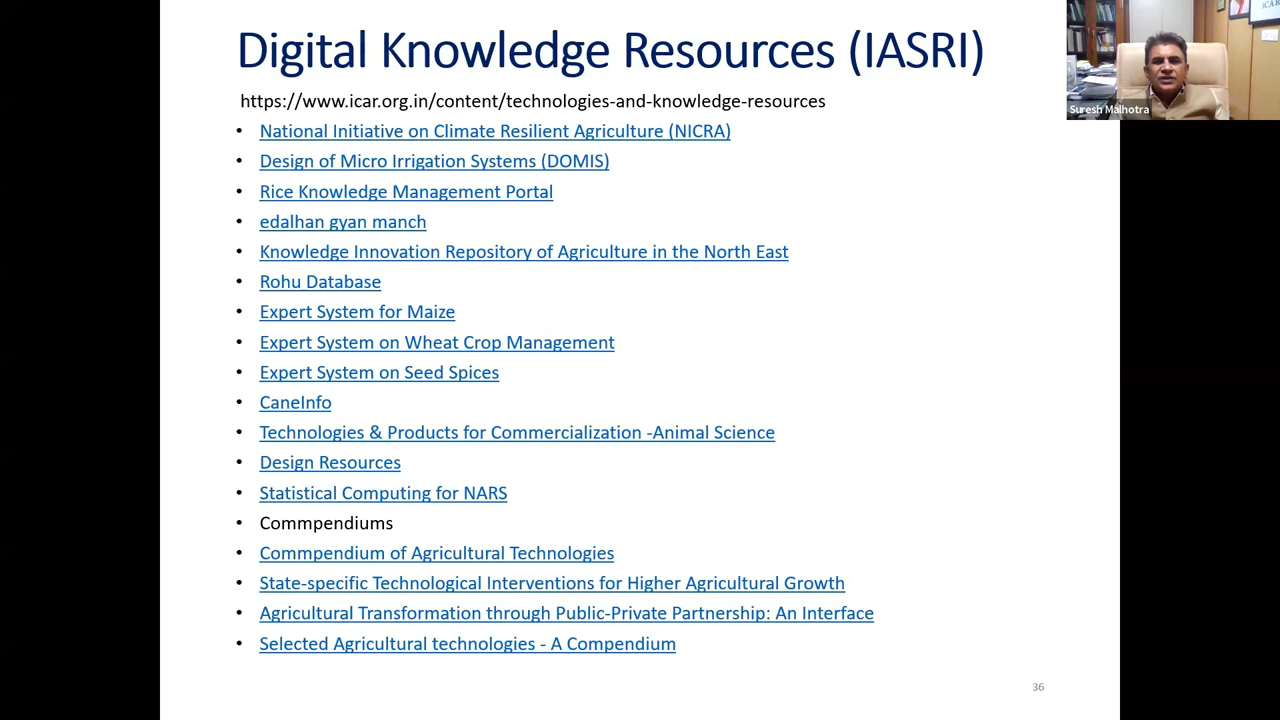 Digital Knowledge Resources (IASRI)
https://www.icar.org.in/content/technologies-and-knowledge-resources
• National Initiative on Climate Resilient Agriculture (NICRA)
• Design of Micro Irrigation Systems (DOMIS)
• Rice Knowledge Management Portal
• edalhan gyan manch
• Knowledge Innovation Repository of Agriculture in the North East
• Rohu Database
• Expert System for Maize
• Expert System on Wheat Crop Management
• Expert System on Seed Spices
• CaneInfo
• Technologies & Products for Commercialization -Animal Science
• Design Resources
• Statistical Computing for NARS
• Commpendiums
• Commpendium of Agricultural Technologies
• State-specific Technological Interventions for Higher Agricultural Growth
• Agricultural Transformation through Public-Private Partnership: An Interface
• Selected Agricultural technologies - A Compendium
36
Suresh Malhotra